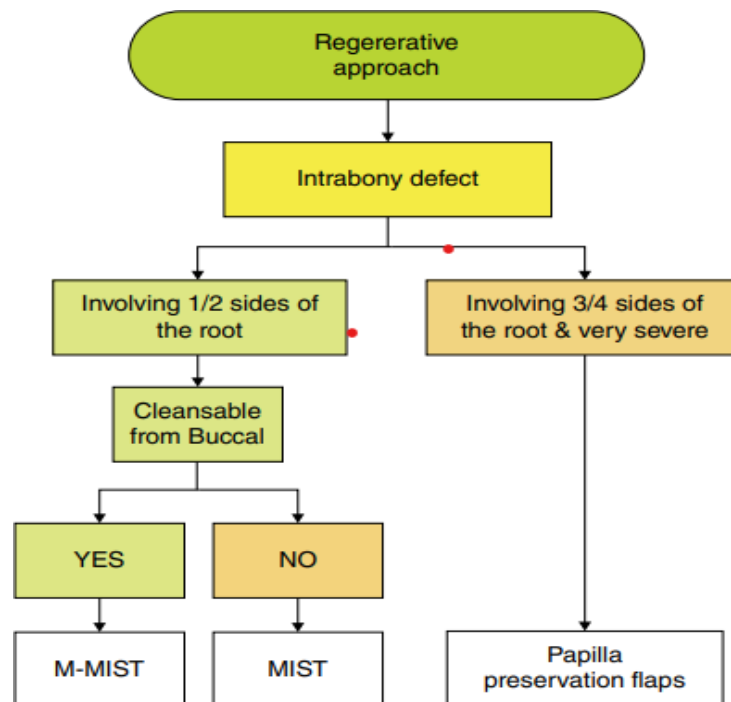 Regererative
approach
Intrabony defect
Involving 1/2 sides of
the root
Involving 3/4 sides of
the root & very severe
Cleansable
from Buccal
YES
NO
M-MIST
MIST
Papilla
preservation flaps